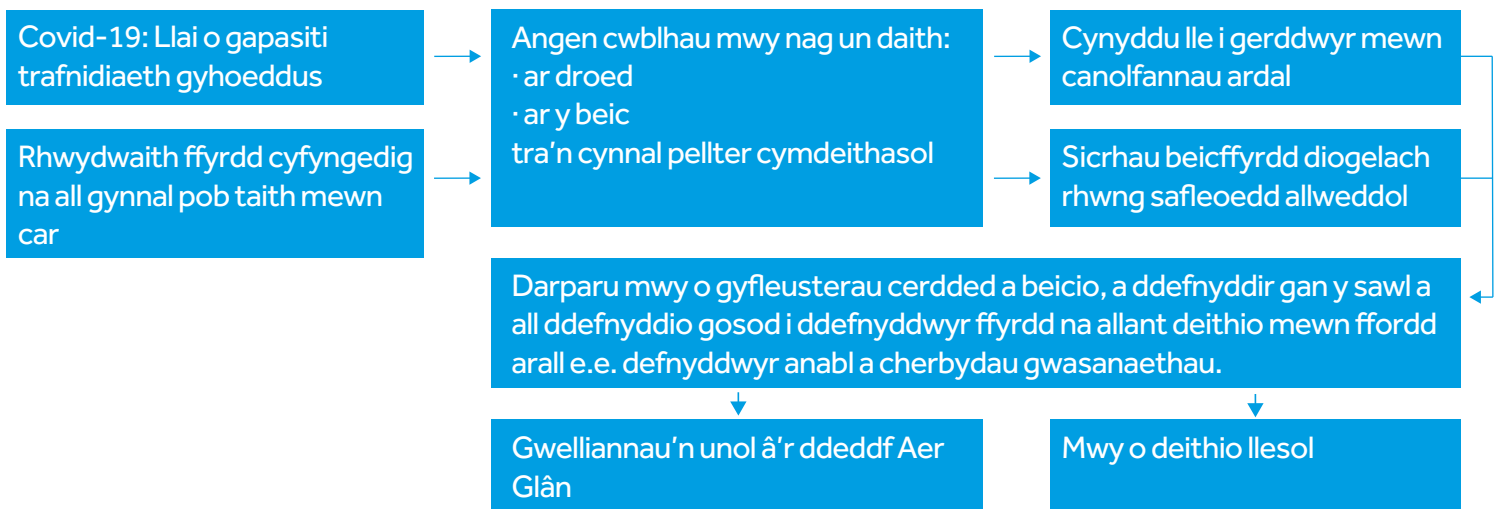 Covid-19: Llai o gapasiti
trafnidiaeth gyhoeddus
Rhwydwaith ffyrdd cyfyngedig
na all gynnal pob taith mewn
car
Angen cwblhau mwy nag un daith:
· ar droed
· ar y beic
tra'n cynnal pellter cymdeithasol
Cynyddu lle i gerddwyr mewn
canolfannau ardal
Sicrhau beicffyrdd diogelach
rhwng safleoedd allweddol
Darparu mwy o gyfleusterau cerdded a beicio, a ddefnyddir gan y sawl a
all ddefnyddio gosod i ddefnyddwyr ffyrdd na allant deithio mewn ffordd
arall e.e. defnyddwyr anabl a cherbydau gwasanaethau.
Gwelliannau'n unol â'r ddeddf Aer
Glân
Mwy o deithio llesol